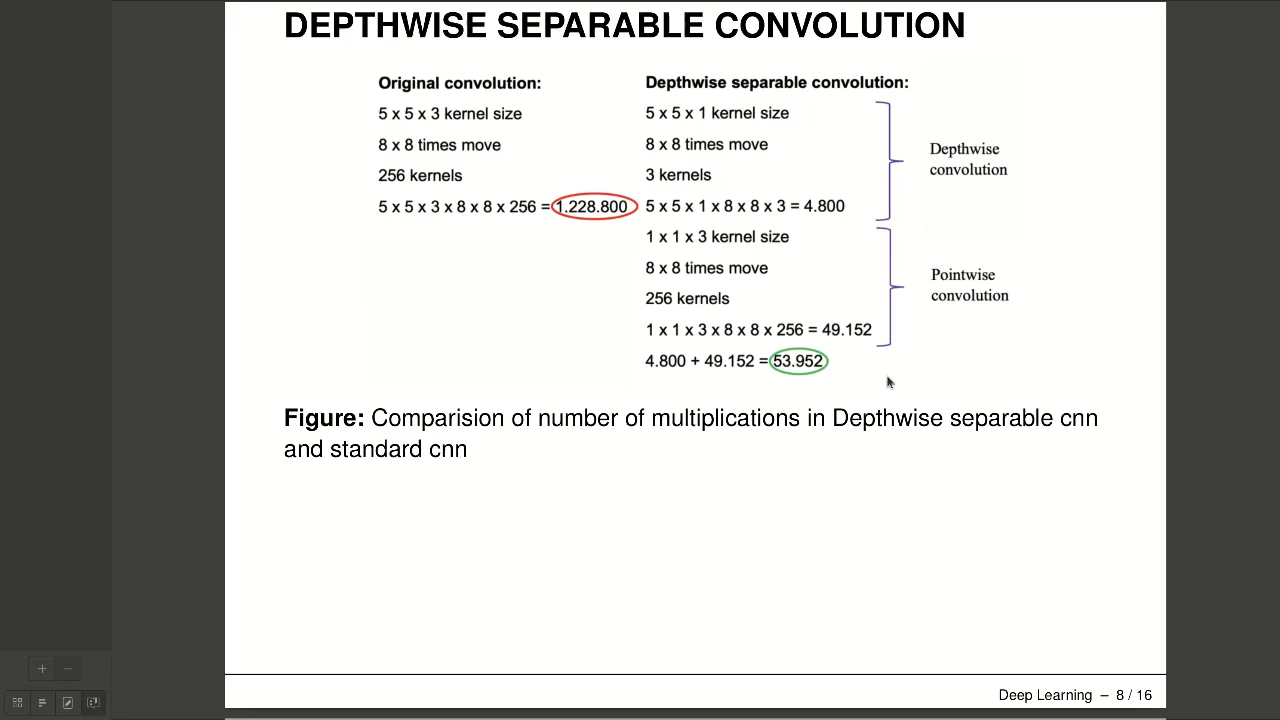 DEPTHWISE SEPARABLE CONVOLUTION
Original convolution:
5 x 5 x 3 kernel size
8 x 8 times move
256 kernels
5 x 5 x 3 x 8 x 8 x 256 = 1.228.800
Depthwise separable convolution:
5 x 5 x 1 kernel size
8 x 8 times move
3 kernels
5 x 5 x 1 x 8 x 8 x 3 = 4.800
1 x 1 x 3 kernel size
8 x 8 times move
256 kernels
1 x 1 x 3 x 8 x 8 x 256 = 49.152
4.800 + 49.152 = 53.952
Depthwise
convolution
Pointwise
convolution
Figure: Comparision of number of multiplications in Depthwise separable cnn
and standard cnn
Deep Learning – 8 / 16